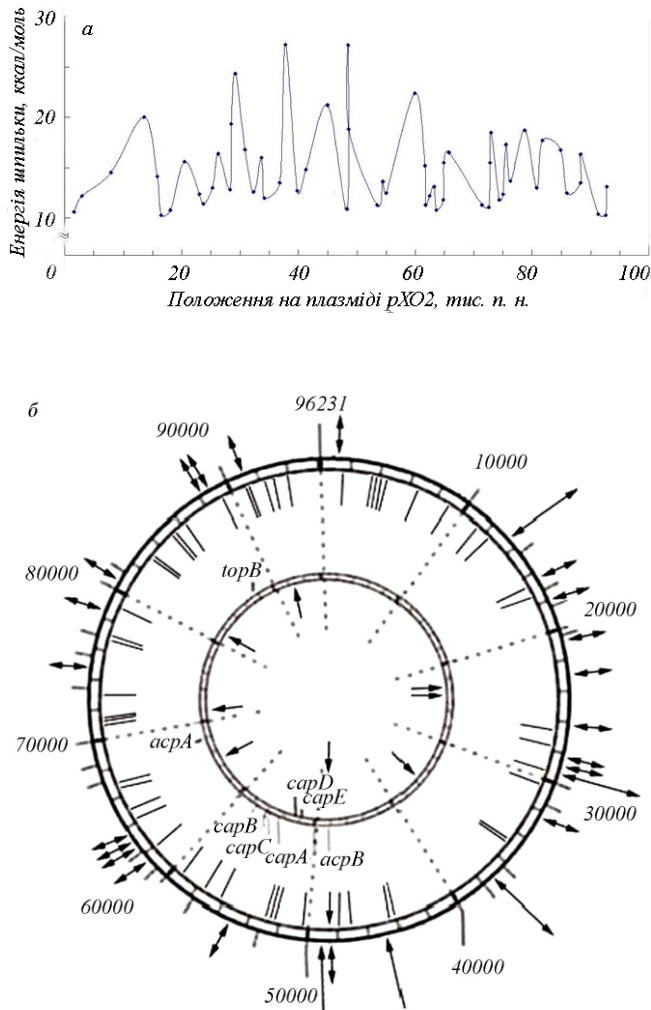 а
Енергія шпильки, ккал/моль
30
20
10
0
20
40
60
80
100
Положення на плазміді pXO2, тис. п. н.
б
96231
90000
10000
topB
80000
20000
70000
acpA
30000
capD
capE
capB
capC
capA
acpB
60000
50000
40000